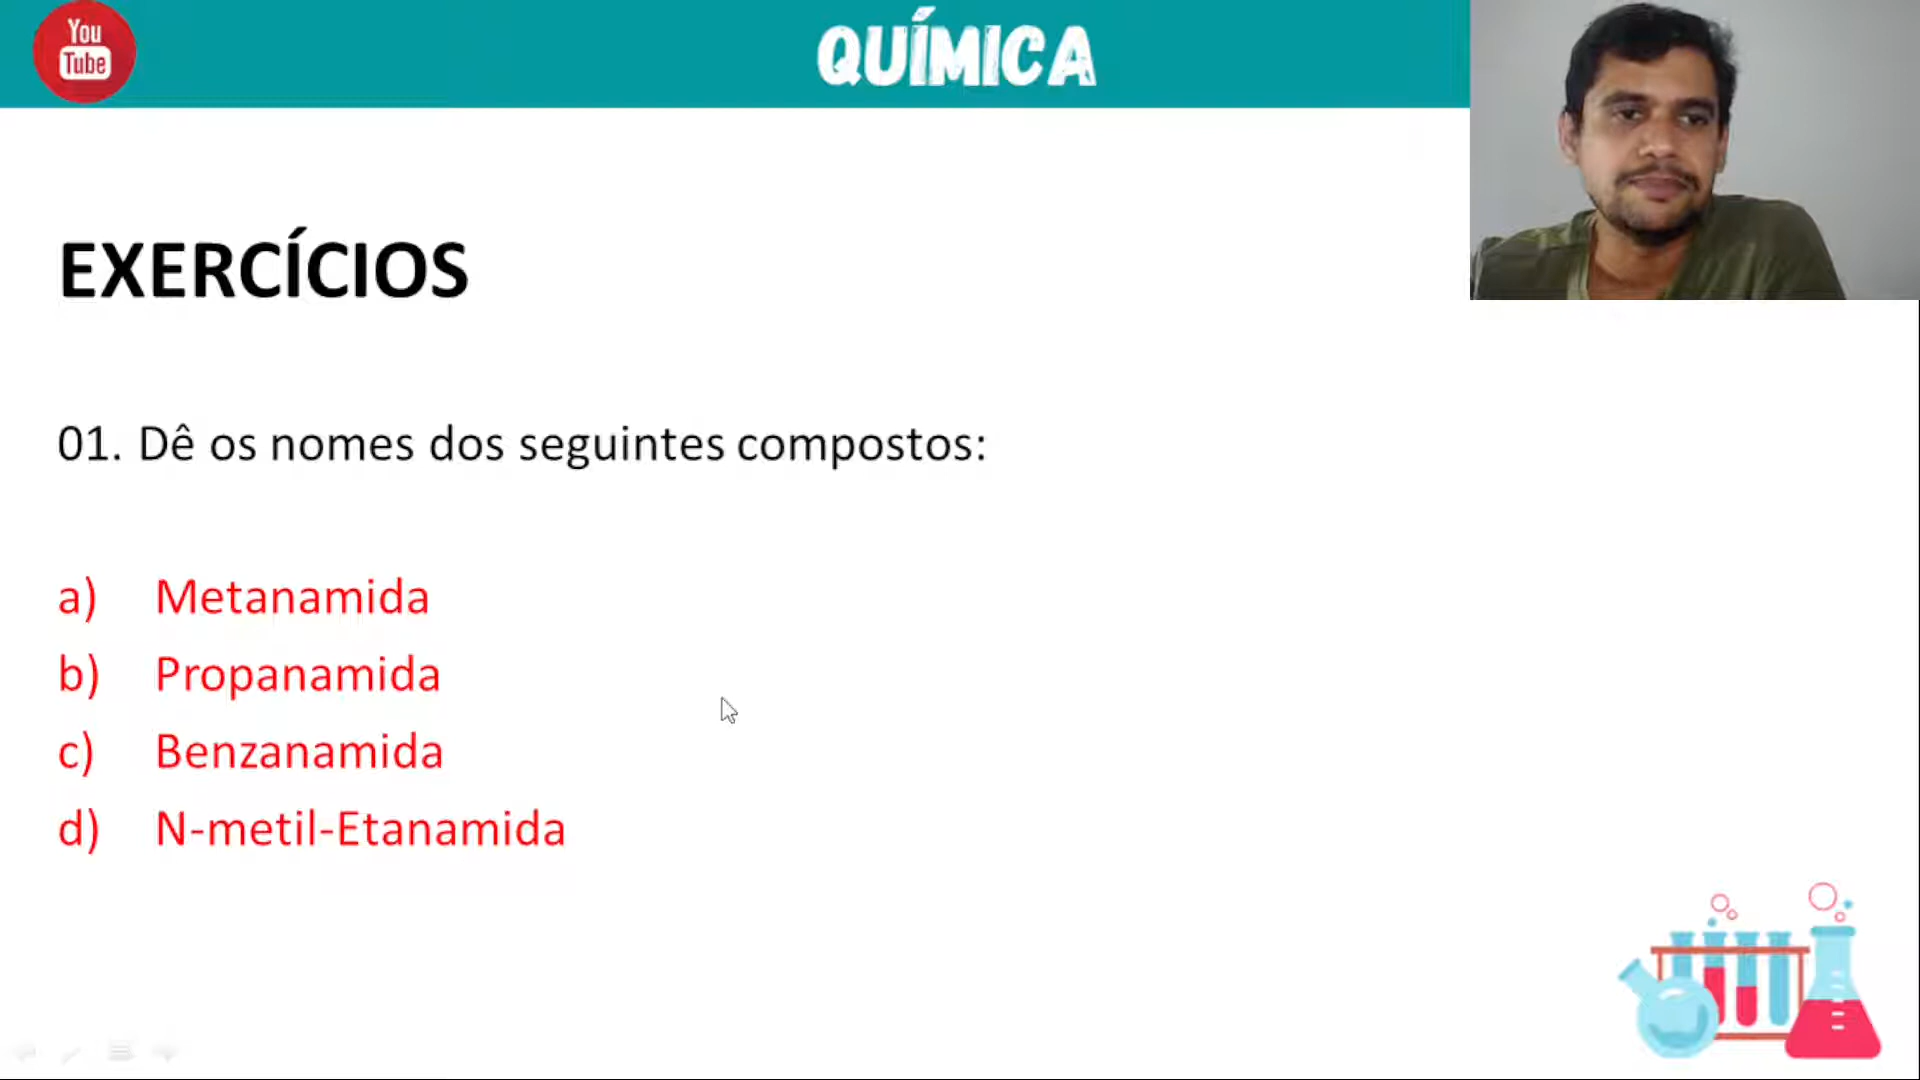 You
Tube
QUÍMICA
EXERCÍCIOS
01. Dê os nomes dos seguintes compostos:
a) Metanamida
b) Propanamida
c) Benzanamida
d) N-metil-Etanamida